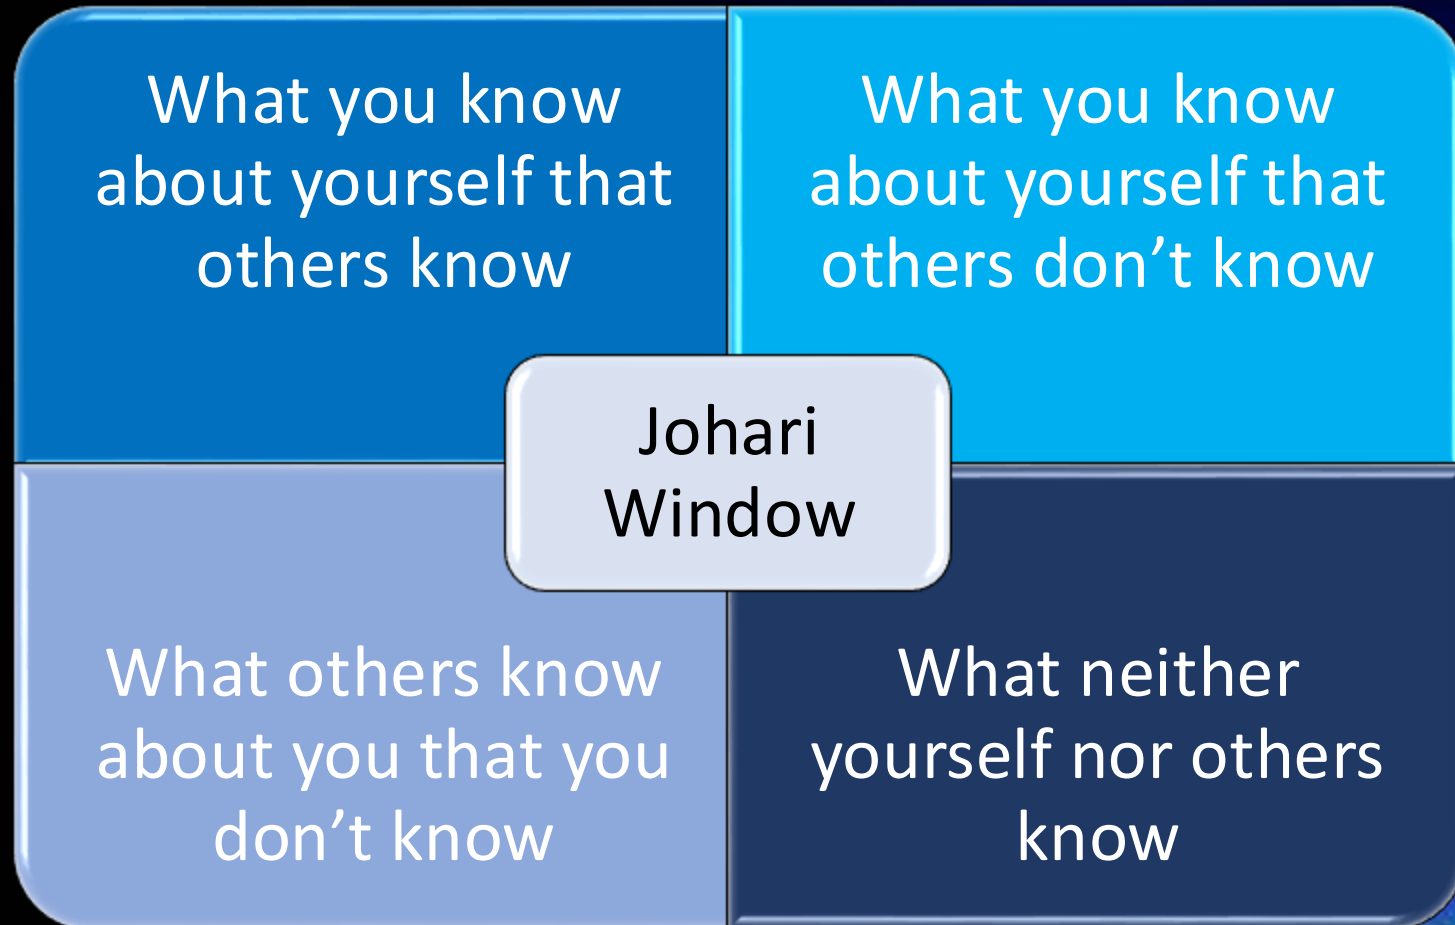 What you know
about yourself that
others know
What you know
about yourself that
others don’t know
Johari
Window
What others know
about you that you
don’t know
What neither
yourself nor others
know